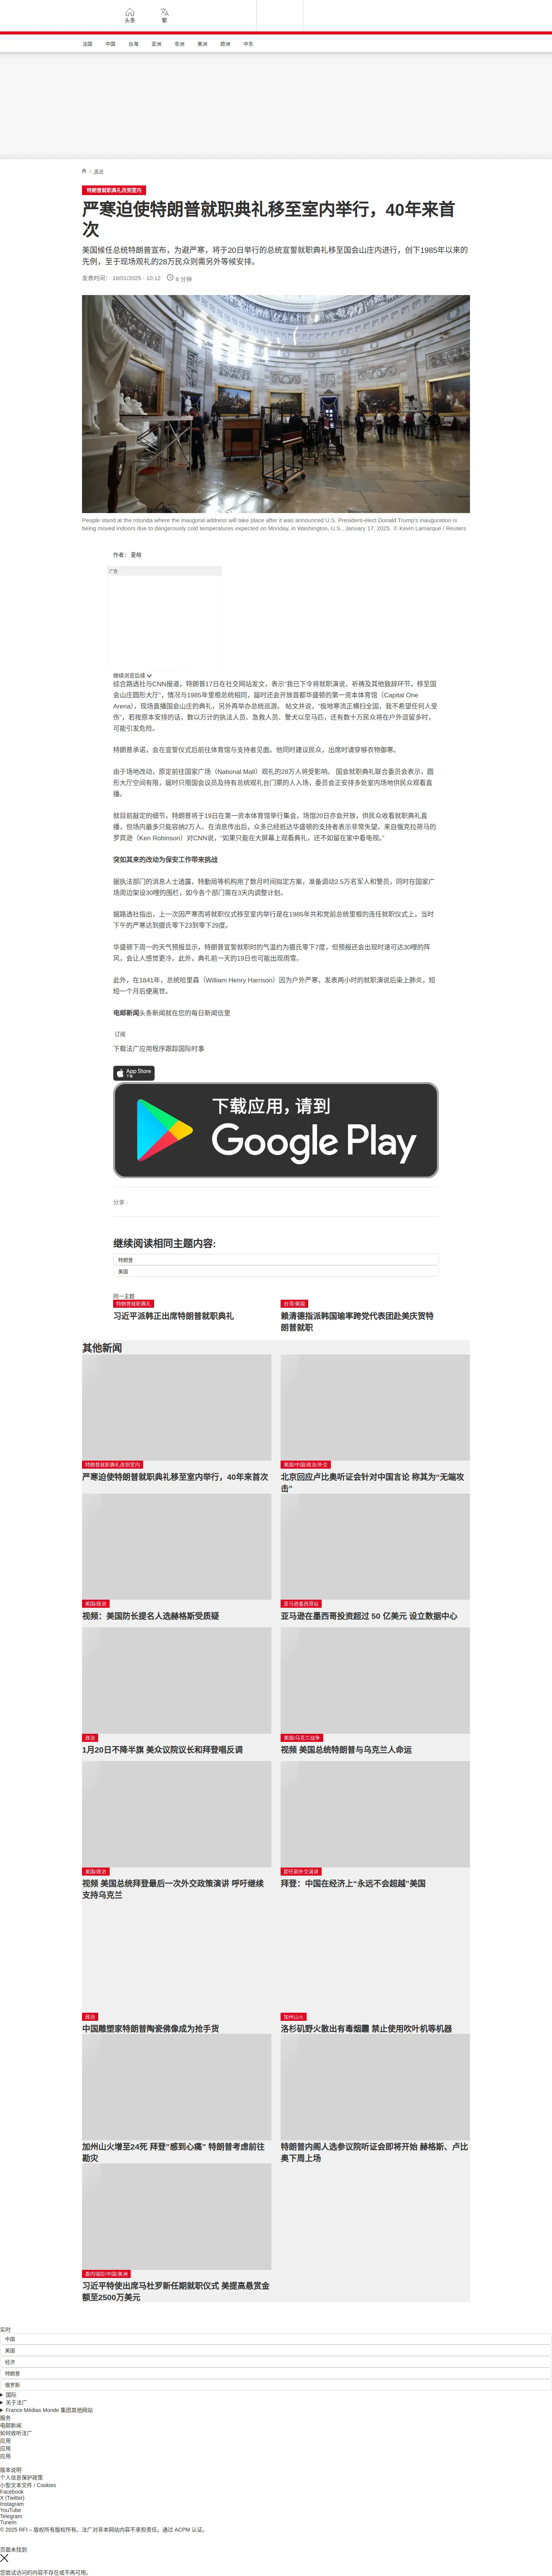 头条
繁
法国
中国
台海
亚洲
非洲
美洲
欧洲
中东
/ 美洲
特朗普就职典礼改到室内
严寒迫使特朗普就职典礼移至室内举行，40年来首
次
美国候任总统特朗普宣布，为避严寒，将于20日举行的总统宣誓就职典礼移至国会山庄内进行，创下1985年以来的
先例，至于现场观礼的28万民众则需另外等候安排。
发表时间： 18/01/2025 - 10:12 6 分钟
People stand at the rotunda where the inaugural address will take place after it was announced U.S. President-elect Donald Trump's inauguration is
being moved indoors due to dangerously cold temperatures expected on Monday, in Washington, U.S., January 17, 2025. © Kevin Lamarque / Reuters
作者： 夏榕
广告
继续浏览后续
综合路透社与CNN报道，特朗普17日在社交网站发文，表示“我已下令将就职演说、祈祷及其他致辞环节，移至国
会山庄圆形大厅”，情况与1985年里根总统相同，届时还会开放首都华盛顿的第一资本体育馆（Capital One
Arena），现场直播国会山庄的典礼，另外再举办总统巡游。 帖文并说，“极地寒流正横扫全国，我不希望任何人受
伤”，若按原本安排的话，数以万计的执法人员、急救人员、警犬以至马匹，还有数十万民众将在户外逗留多时，
可能引发危险。
特朗普承诺，会在宣誓仪式后前往体育馆与支持者见面。他同时建议民众，出席时请穿够衣物御寒。
由于场地改动，原定前往国家广场（National Mall）观礼的28万人将受影响。 国会就职典礼联合委员会表示，圆
形大厅空间有限，届时只限国会议员及持有总统观礼台门票的人入场，委员会正安排多处室内场地供民众观看直
播。
就目前敲定的细节，特朗普将于19日在第一资本体育馆举行集会，场馆20日亦会开放，供民众收看就职典礼直
播，但场内最多只能容纳2万人。在消息传出后，众多已经抵达华盛顿的支持者表示非常失望。来自俄克拉荷马的
罗宾逊（Ken Robinson）对CNN说，“如果只能在大屏幕上观看典礼，还不如留在家中看电视。”
突如其来的改动为保安工作带来挑战
据执法部门的消息人士透露，特勤局等机构用了数月时间拟定方案，准备调动2.5万名军人和警员，同时在国家广
场周边架设30哩的围栏，如今各个部门需在3天内调整计划。
据路透社指出，上一次因严寒而将就职仪式移至室内举行是在1985年共和党前总统里根的连任就职仪式上，当时
下午的严寒达到摄氏零下23到零下29度。
华盛顿下周一的天气预报显示，特朗普宣誓就职时的气温约为摄氏零下7度，但预报还会出现时速可达30哩的阵
风，会让人感觉更冷。此外，典礼前一天的19日也可能出现雨雪。
此外，在1841年，总统哈里森（William Henry Harrison）因为户外严寒，发表两小时的就职演说后染上肺炎，短
短一个月后便离世。
电邮新闻头条新闻就在您的每日新闻信里
订阅
下载法广应用程序跟踪国际时事
App Store
下载
下载应用，请到
Google Play
分享 :
继续阅读相同主题内容:
特朗普
美国
同一主题
特朗普就职典礼
习近平派韩正出席特朗普就职典礼
台湾/美国
赖清德指派韩国瑜率跨党代表团赴美庆贺特
朗普就职
其他新闻
特朗普就职典礼改到室内
严寒迫使特朗普就职典礼移至室内举行，40年来首次
美国/中国/政治/外交
北京回应卢比奥听证会针对中国言论 称其为“无端攻
击”
美国/政治
视频：美国防长提名人选赫格斯受质疑
亚马逊墨西哥站
亚马逊在墨西哥投资超过 50 亿美元 设立数据中心
政治
1月20日不降半旗 美众议院议长和拜登唱反调
美国/乌克兰战争
视频 美国总统特朗普与乌克兰人命运
美国/政治
视频 美国总统拜登最后一次外交政策演讲 呼吁继续
支持乌克兰
卸任前外交演讲
拜登：中国在经济上“永远不会超越”美国
政治
中国雕塑家特朗普陶瓷佛像成为抢手货
加州山火
洛杉矶野火散出有毒烟霾 禁止使用吹叶机等机器
加州山火增至24死 拜登“感到心痛” 特朗普考虑前往
勘灾
特朗普内阁人选参议院听证会即将开始 赫格斯、卢比
奥下周上场
委内瑞拉/中国/美洲
习近平特使出席马杜罗新任期就职仪式 美提高悬赏金
额至2500万美元
实时
中国
美国
经济
特朗普
俄罗斯
国际
关于法广
France Médias Monde 集团其他网站
服务
电邮新闻
如何收听法广
应用
应用
应用
版本说明
个人信息保护政策
小型文本文件 / Cookies
Facebook
X (Twitter)
Instagram
YouTube
Telegram
TuneIn
© 2025 RFI – 版权所有版权所有。法广对非本网站内容不承担责任。通过 ACPM 认证。
页面未找到
您尝试访问的内容不存在或不再可用。